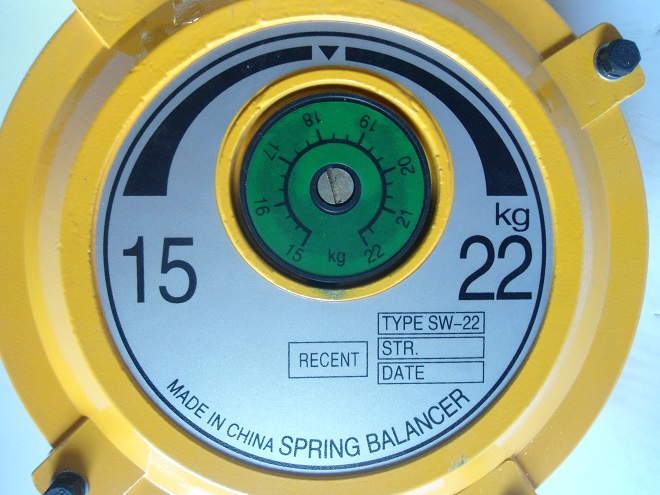 15
16
17
18
19
20
21
22
kg
15
kg
22
TYPE SW-22
STR.
DATE
RECENT
MADE IN CHINA SPRING BALANCER